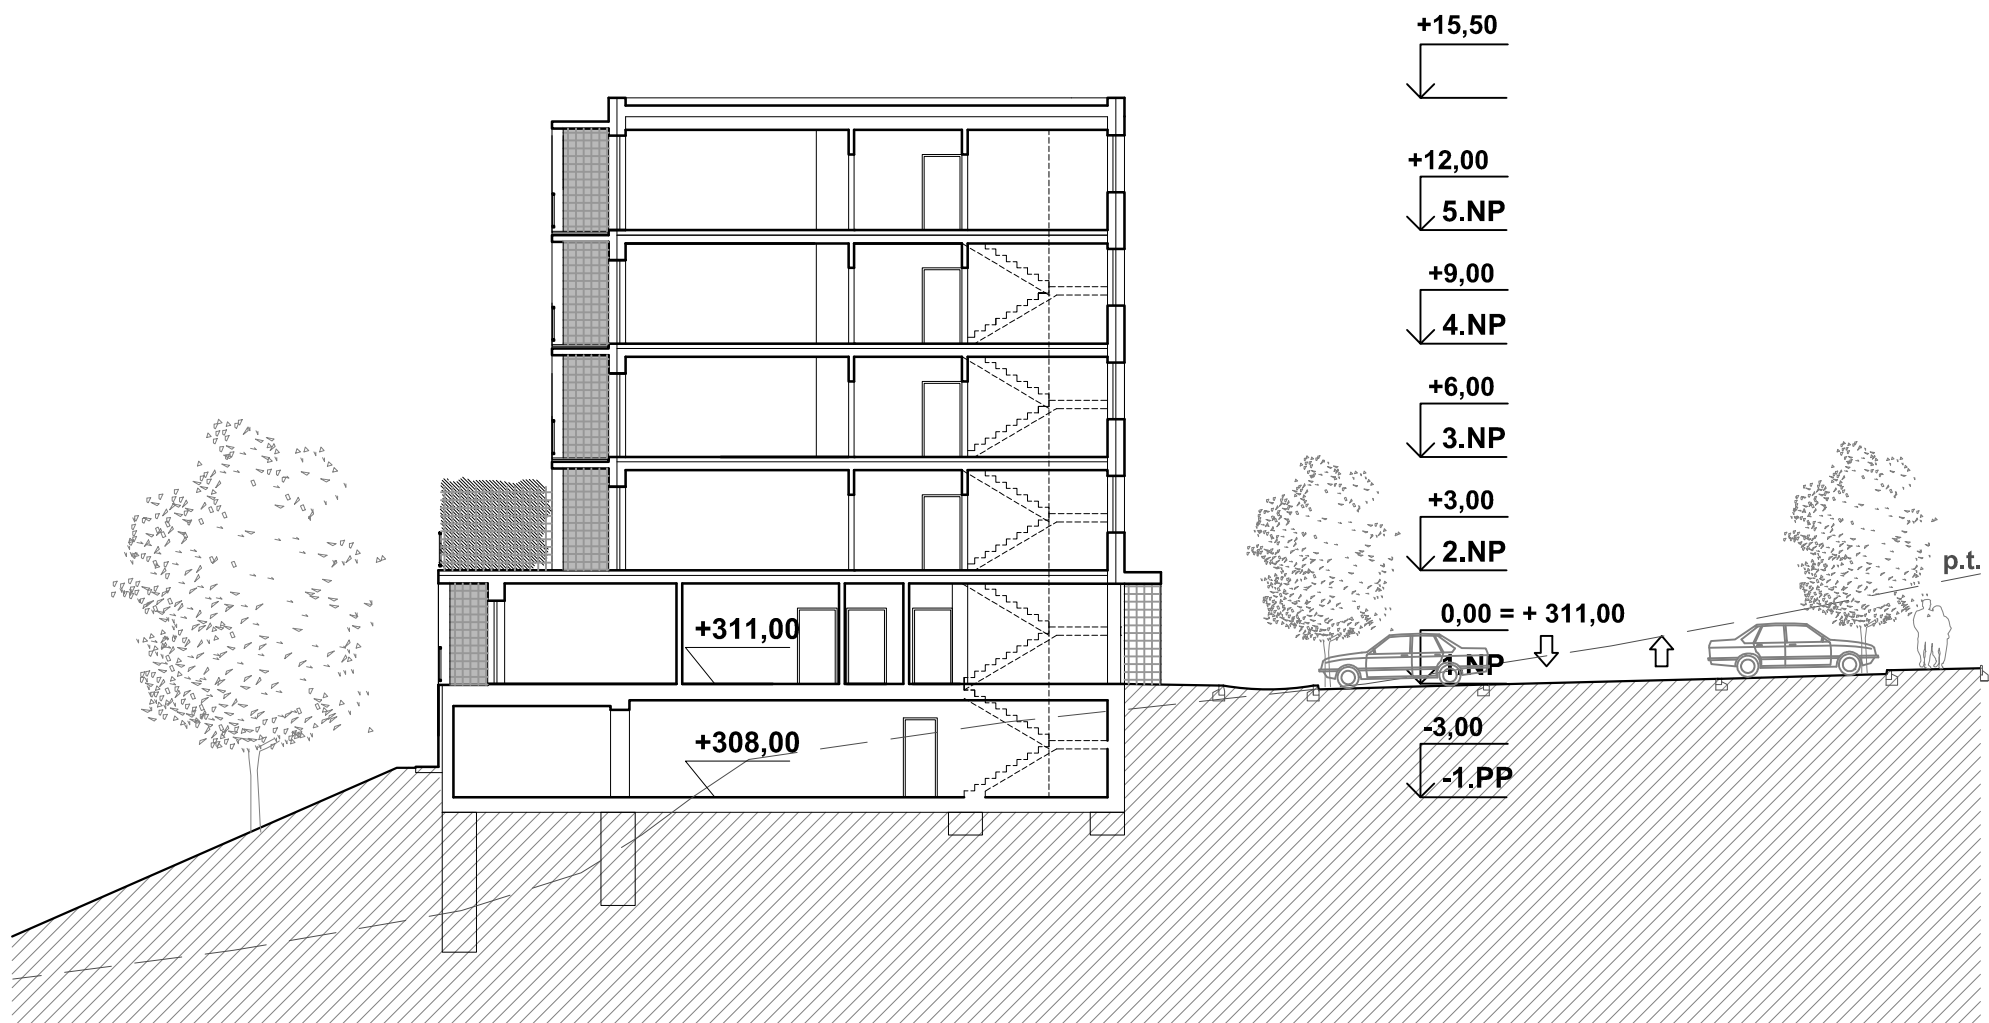 +15,50
+12,00
5.NP
+9,00
4.NP
+6,00
3.NP
+3,00
2.NP
p.t.
0,00 = + 311,00
+311,00
1.NP
-3,00
+308,00
-1.PP